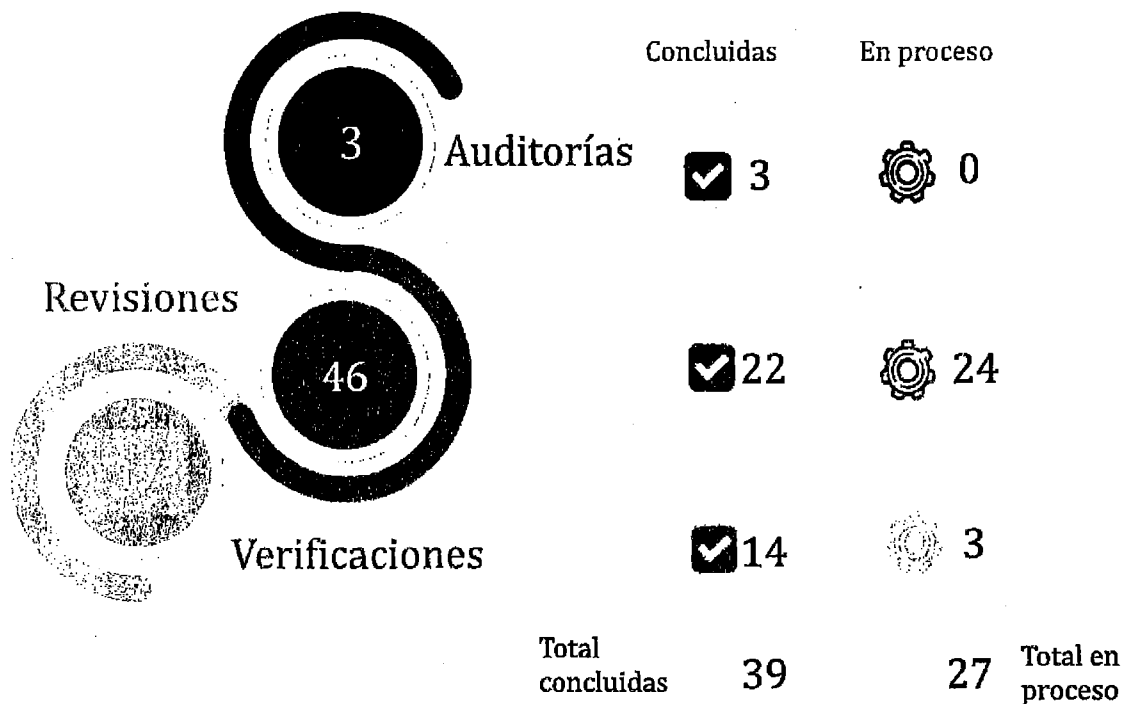 Concluidas En proceso
3 Auditorías 3 0
Revisiones
46 22 24
Verificaciones 14 3
Total concluidas 39 27 Total en proceso